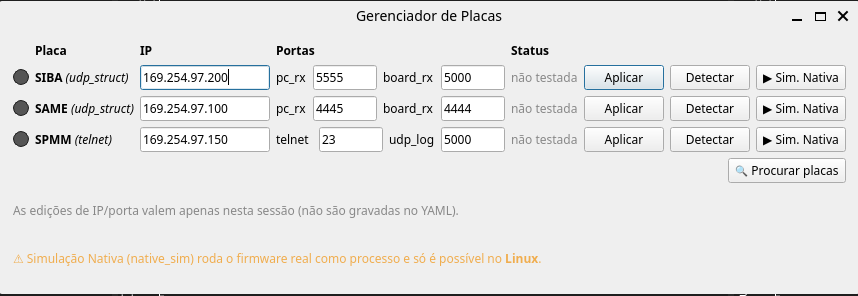 Gerenciador de Placas
Placa IP Portas Status
SIBA (udp_struct) 169.254.97.200 pc_rx 5555 board_rx 5000 não testada Aplicar Detectar ▶ Sim. Nativa
SAME (udp_struct) 169.254.97.100 pc_rx 4445 board_rx 4444 não testada Aplicar Detectar ▶ Sim. Nativa
SPMM (telnet) 169.254.97.150 telnet 23 udp_log 5000 não testada Aplicar Detectar ▶ Sim. Nativa
🔍 Procurar placas
As edições de IP/porta valem apenas nesta sessão (não são gravadas no YAML).
⚠ Simulação Nativa (native_sim) roda o firmware real como processo e só é possível no Linux.